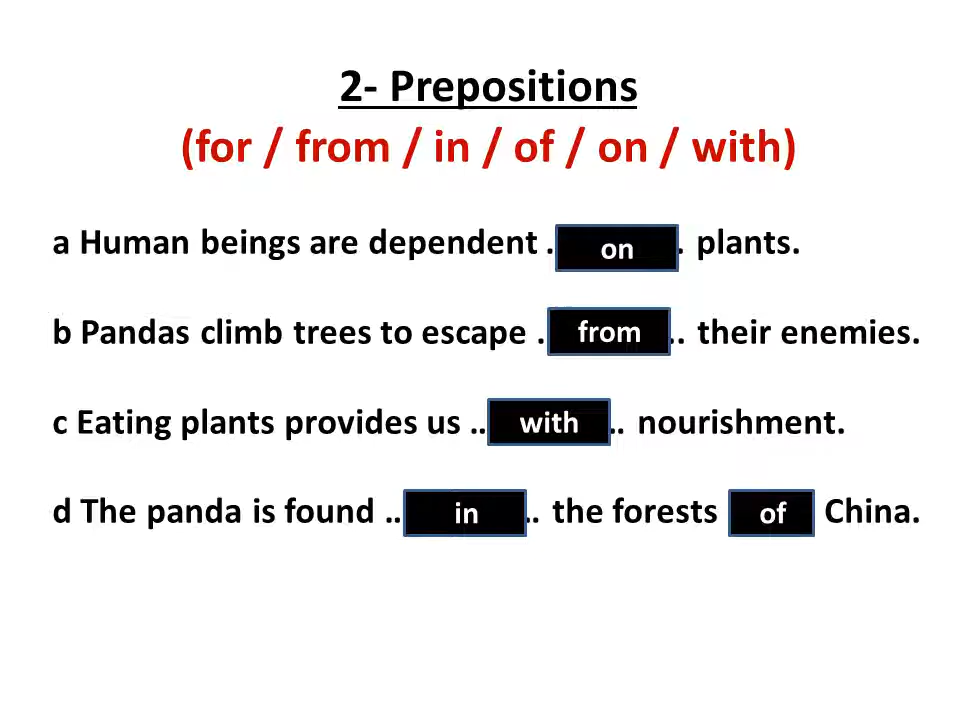 2- Prepositions
(for / from / in / of / on / with)
a Human beings are dependent . on . plants.
b Pandas climb trees to escape . from .. their enemies.
c Eating plants provides us .. with .. nourishment.
d The panda is found .. in .. the forests of China.